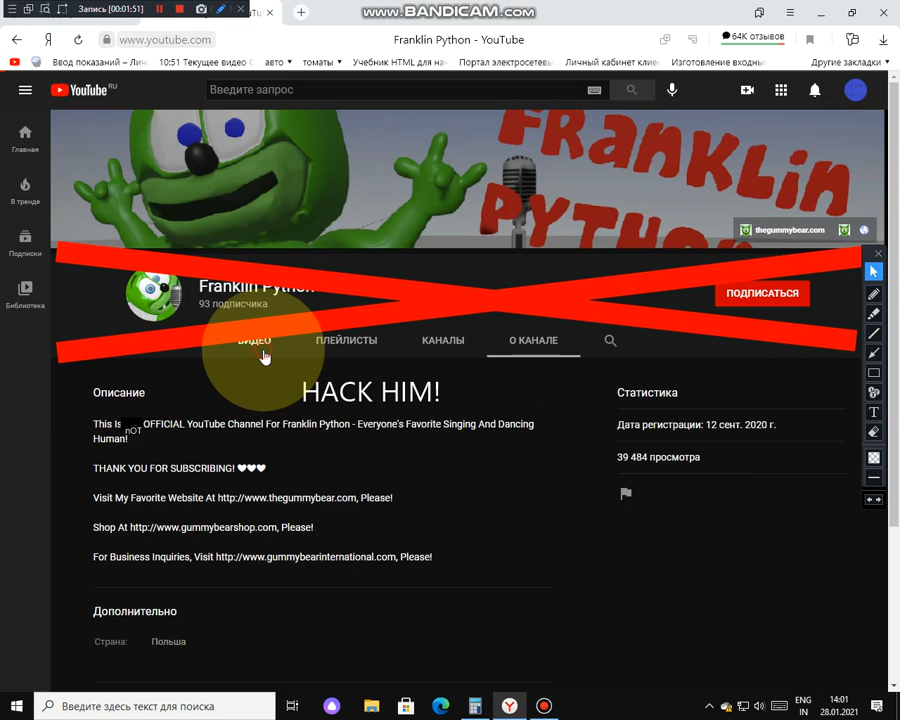 Запись [00:01:51]
www.BANDICAM.com
www.youtube.com
Franklin Python - YouTube
64K отзывов
Ввод показаний – Лич
10:51 Текущее видео С
авто
томаты
Учебник HTML для на
Портал электросетевы
Личный кабинет клие
Изготовление входны
Другие закладки
YouTube RU
Введите запрос
FRANKLIN
PYTHON
thegummybear.com
Главная
В тренде
Подписки
Библиотека
Franklin Python
93 подписчика
ПОДПИСАТЬСЯ
ВИДЕО
ПЛЕЙЛИСТЫ
КАНАЛЫ
О КАНАЛЕ
Описание
HACK HIM!
This Is nOT OFFICIAL YouTube Channel For Franklin Python - Everyone's Favorite Singing And Dancing
Human!
THANK YOU FOR SUBSCRIBING! ❤❤❤
Visit My Favorite Website At http://www.thegummybear.com, Please!
Shop At http://www.gummybearshop.com, Please!
For Business Inquiries, Visit http://www.gummybearinternational.com, Please!
Статистика
Дата регистрации: 12 сент. 2020 г.
39 484 просмотра
Дополнительно
Страна: Польша
Введите здесь текст для поиска
ENG
IN
14:01
28.01.2021